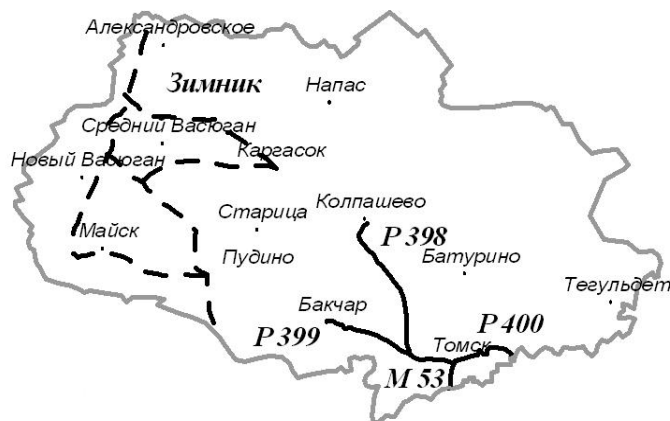 Александровское
Зимник
Напас
Средний Васюган
Каргасок
Новый Васюган
Колпашево
Старица
Майск
Р 398
Пудино
Батурино
Тегульдет
Бакчар
Р 399
Р 400
Томск
М 53